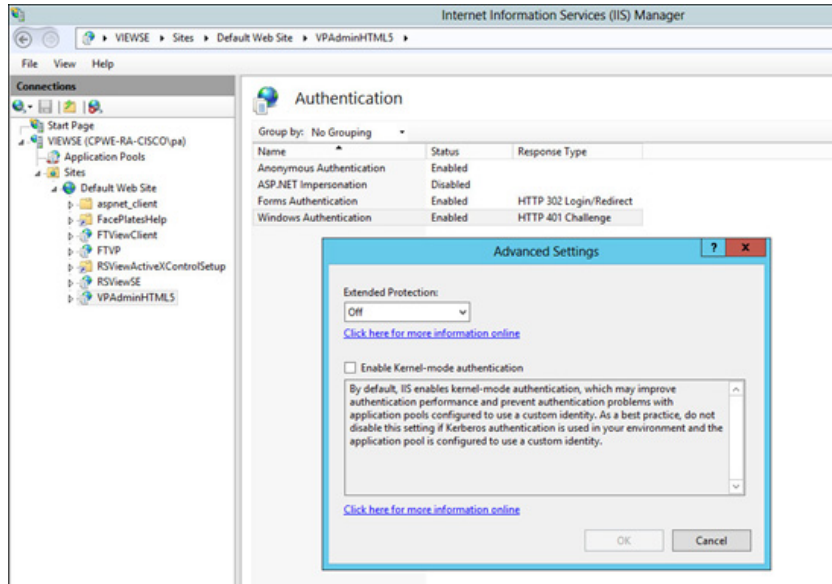 Internet Information Services (IIS) Manager
VIEWSE Sites Default Web Site VPAdminHTML5
File View Help
Connections
Start Page
VIEWSE (CPWE-RA-CISCO\pa)
Application Pools
Sites
Default Web Site
aspnet_client
FacePlatesHelp
FTViewClient
FTVP
RSViewActiveXControlSetup
RSViewSE
VPAdminHTML5
Authentication
Group by: No Grouping
Name Status Response Type
Anonymous Authentication Enabled
ASP.NET Impersonation Disabled
Forms Authentication Enabled HTTP 302 Login/Redirect
Windows Authentication Enabled HTTP 401 Challenge
Advanced Settings ? x
Extended Protection:
Off
Click here for more information online
Enable Kernel-mode authentication
By default, IIS enables kernel-mode authentication, which may improve
authentication performance and prevent authentication problems with
application pools configured to use a custom identity. As a best practice, do not
disable this setting if Kerberos authentication is used in your environment and the
application pool is configured to use a custom identity.
Click here for more information online
OK Cancel